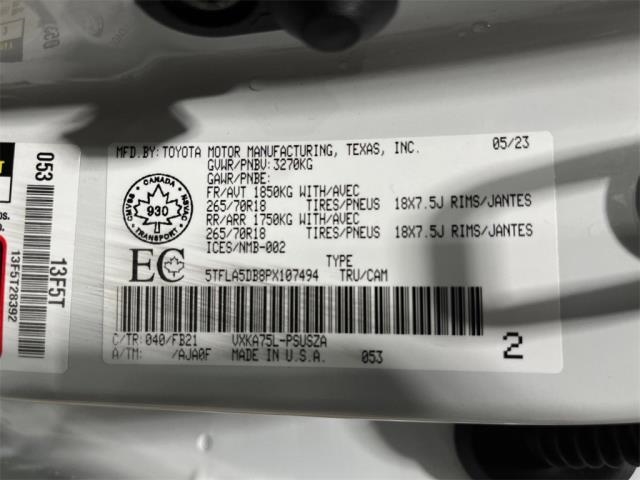 MFD.BY:TOYOTA MOTOR MANUFACTURING, TEXAS, INC. 05/23
GVWR/PNBV:3270KG
GAWR/PNBE:
FR/AVT 1850KG WITH/AVEC
265/70R18 TIRES/PNEUS 18X7.5J RIMS/JANTES
RR/ARR 1750KG WITH/AVEC
265/70R18 TIRES/PNEUS 18X7.5J RIMS/JANTES
ICES/NMB-002
TYPE
5TFLA5DB8PX107494 TRU/CAM
CANADA
930
TRANSPORT
EC
C/TR:040/FB21 VXKA75L-PSUSZA
A/TM: /AJA0F MADE IN U.S.A. 053
2
053
13F5T
13F5T28392